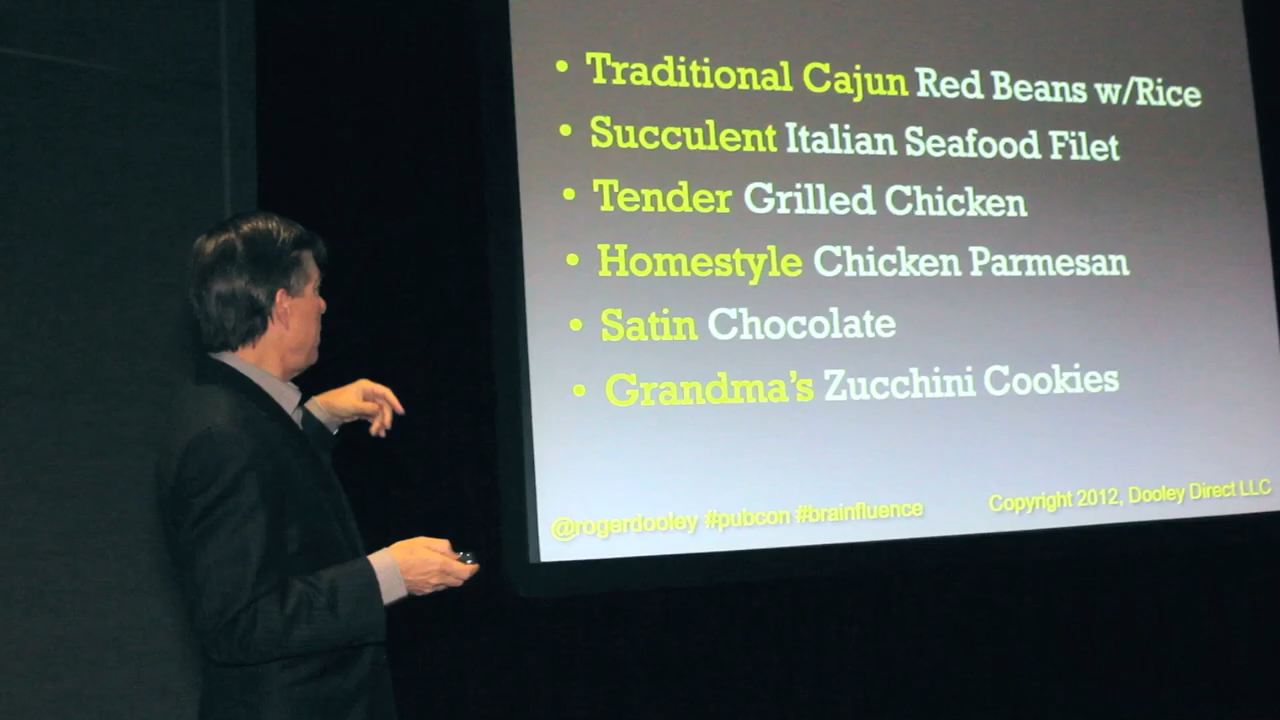 • Traditional Cajun Red Beans w/Rice
• Succulent Italian Seafood Filet
• Tender Grilled Chicken
• Homestyle Chicken Parmesan
• Satin Chocolate
• Grandma's Zucchini Cookies
@rogerdooley #pubcon #brainfluence Copyright 2012, Dooley Direct LLC